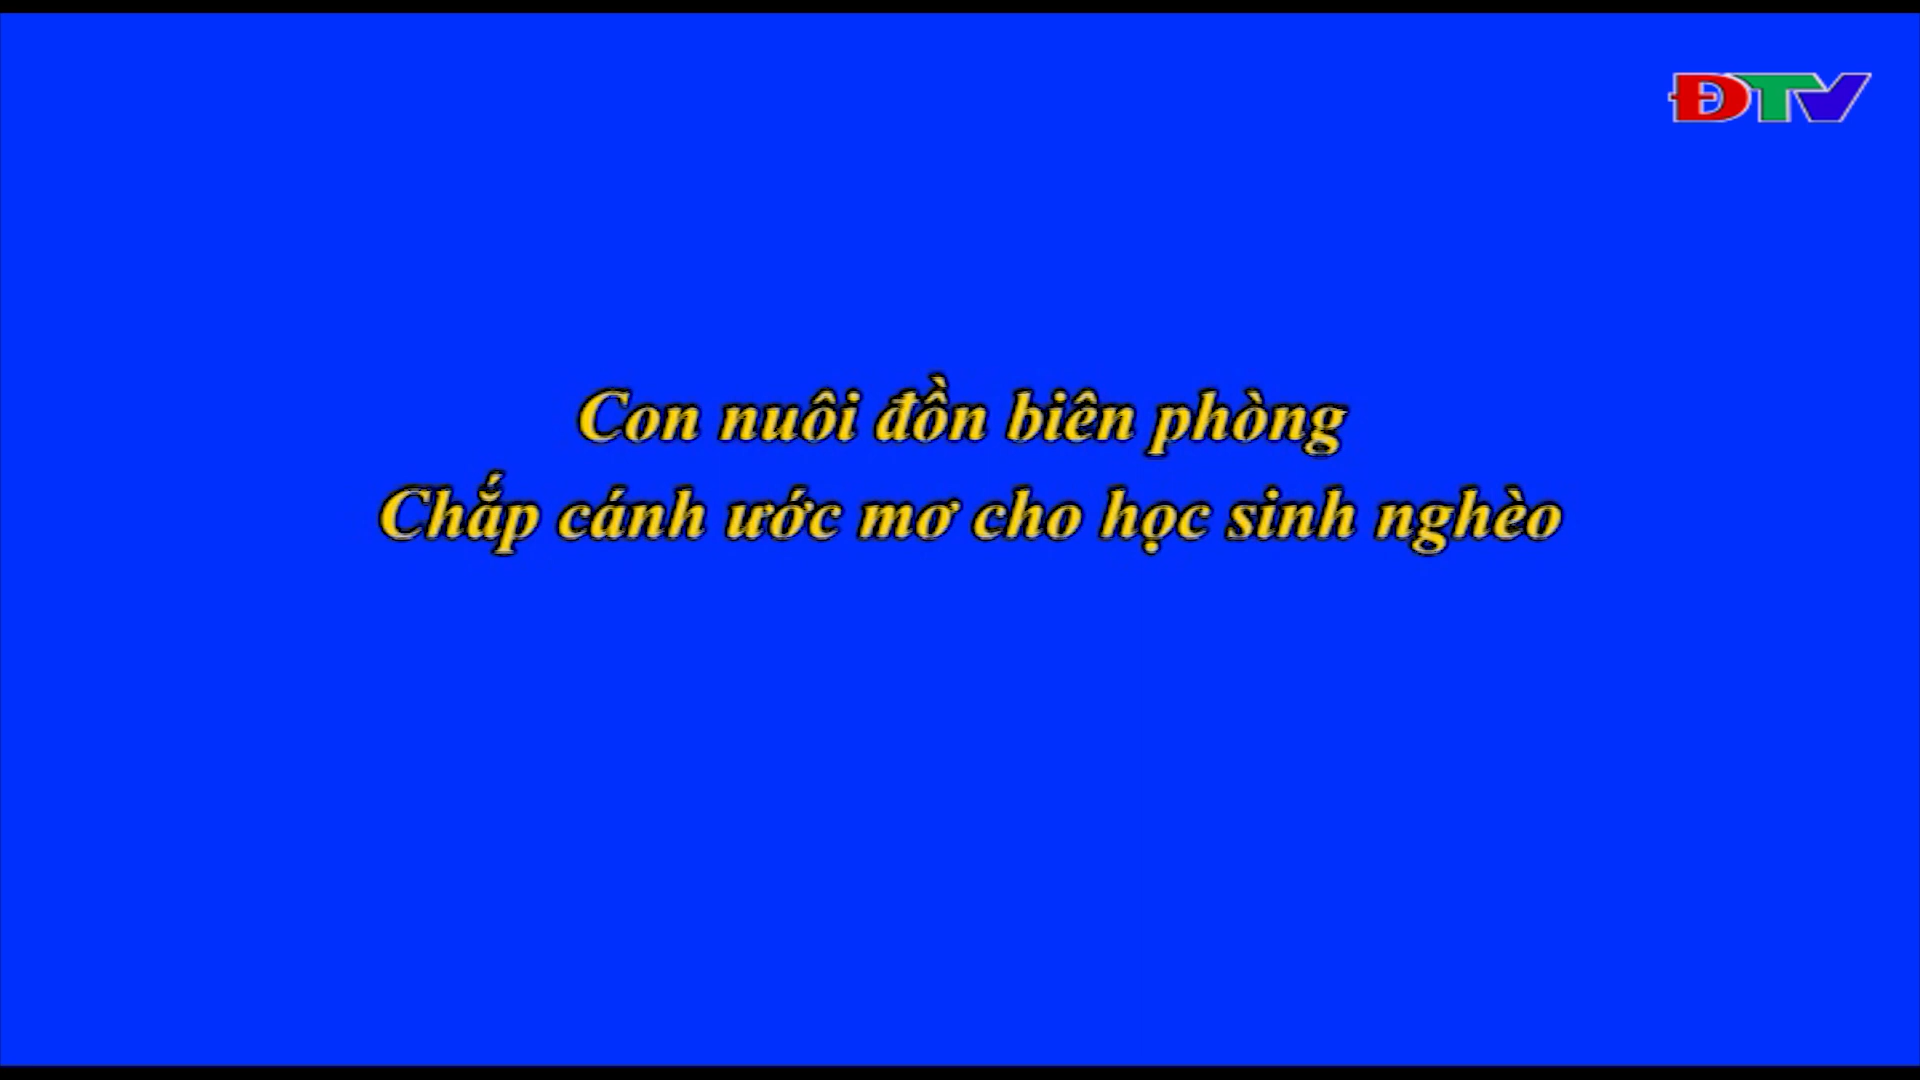 ĐTV
Con nuôi đồn biên phòng
Chắp cánh ước mơ cho học sinh nghèo